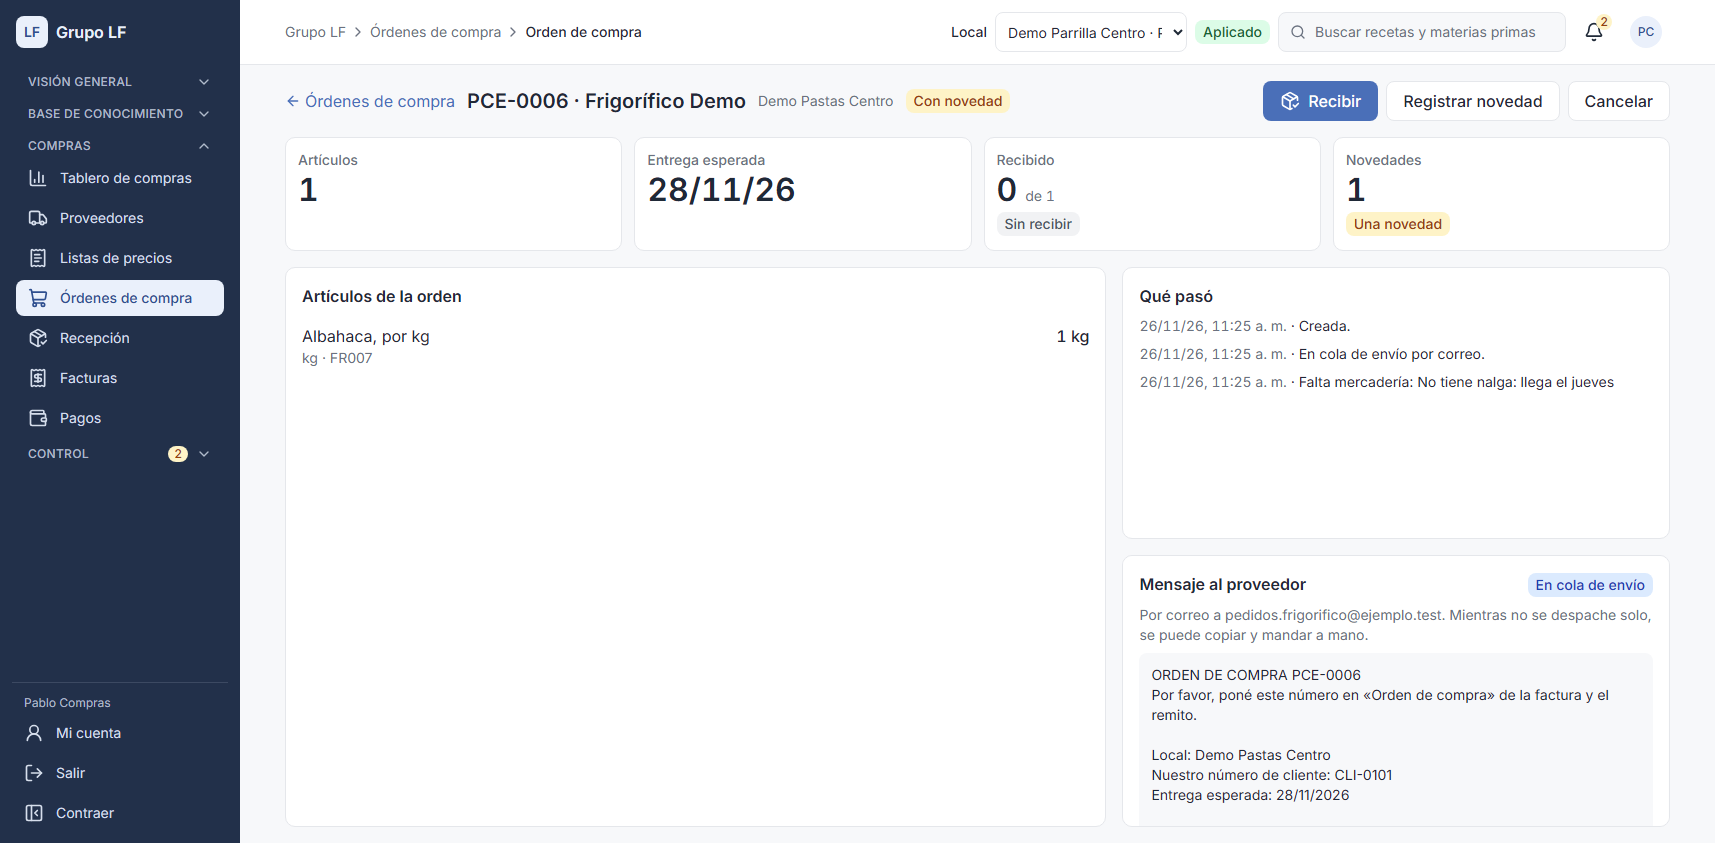 LF Grupo LF
VISIÓN GENERAL
BASE DE CONOCIMIENTO
COMPRAS
Tablero de compras
Proveedores
Listas de precios
Órdenes de compra
Recepción
Facturas
Pagos
CONTROL 2
Pablo Compras
Mi cuenta
Salir
Contraer
Grupo LF > Órdenes de compra > Orden de compra
Local Demo Parrilla Centro · Aplicado Buscar recetas y materias primas 2 PC
← Órdenes de compra PCE-0006 · Frigorífico Demo Demo Pastas Centro Con novedad Recibir Registrar novedad Cancelar
Artículos
1
Entrega esperada
28/11/26
Recibido
0 de 1
Sin recibir
Novedades
1
Una novedad
Artículos de la orden
Albahaca, por kg 1 kg
kg · FR007
Qué pasó
26/11/26, 11:25 a. m. · Creada.
26/11/26, 11:25 a. m. · En cola de envío por correo.
26/11/26, 11:25 a. m. · Falta mercadería: No tiene nalga: llega el jueves
Mensaje al proveedor En cola de envío
Por correo a pedidos.frigorifico@ejemplo.test. Mientras no se despache solo,
se puede copiar y mandar a mano.
ORDEN DE COMPRA PCE-0006
Por favor, poné este número en «Orden de compra» de la factura y el
remito.
Local: Demo Pastas Centro
Nuestro número de cliente: CLI-0101
Entrega esperada: 28/11/2026